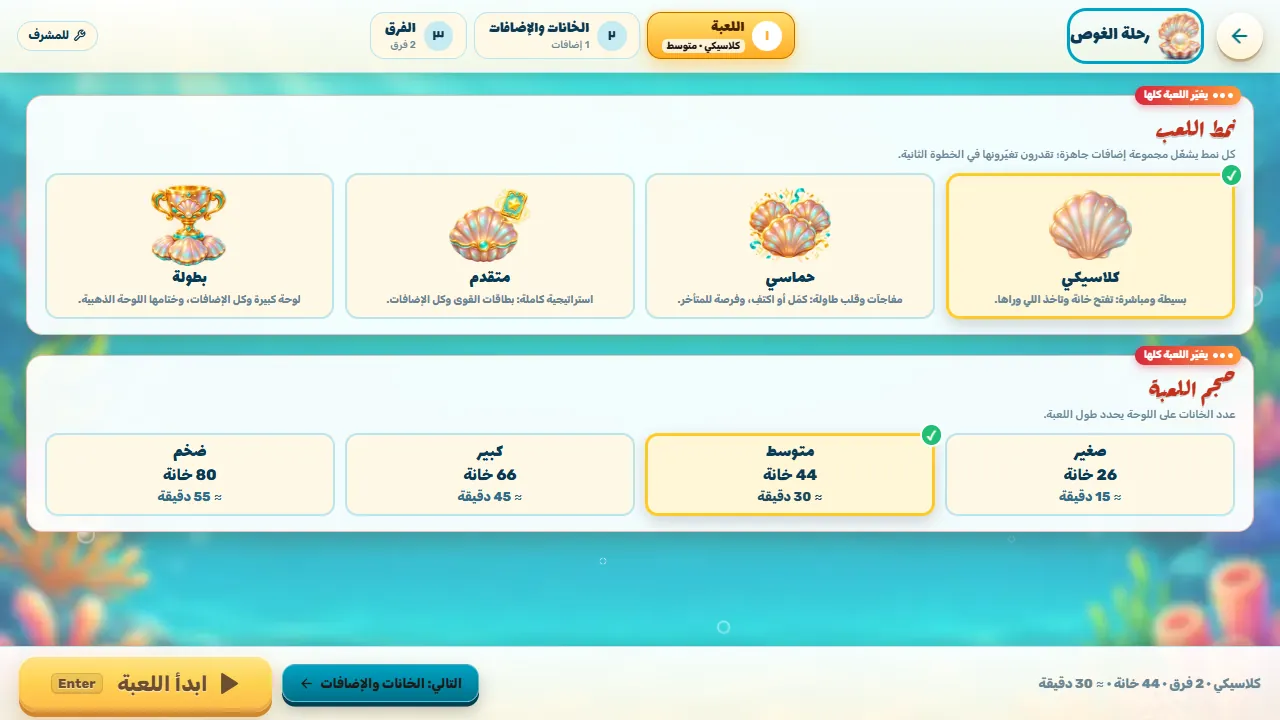 رحلة الغوص
١
اللعبة
كلاسيكي • متوسط
٢
الخانات والإضافات
1 إضافات
٣
الفرق
2 فرق
للمشرف
يغيّر اللعبة كلها
نمط اللعب
كل نمط يشغّل مجموعة إضافات جاهزة؛ تقدرون تغيّرونها في الخطوة الثانية.
كلاسيكي
بسيطة ومباشرة: تفتح خانة وتاخذ اللي وراها.
حماسي
مفاجآت وقلب طاولة: كمّل أو اكتفِ، وفرصة للمتأخر.
متقدم
استراتيجية كاملة: بطاقات القوى وكل الإضافات.
بطولة
لوحة كبيرة وكل الإضافات، وختامها اللوحة الذهبية.
يغيّر اللعبة كلها
حجم اللعبة
عدد الخانات على اللوحة يحدد طول اللعبة.
صغير
26 خانة
≈ 15 دقيقة
متوسط
44 خانة
≈ 30 دقيقة
كبير
66 خانة
≈ 45 دقيقة
ضخم
80 خانة
≈ 55 دقيقة
كلاسيكي • 2 فرق • 44 خانة • ≈ 30 دقيقة
التالي: الخانات والإضافات ←
ابدأ اللعبة Enter